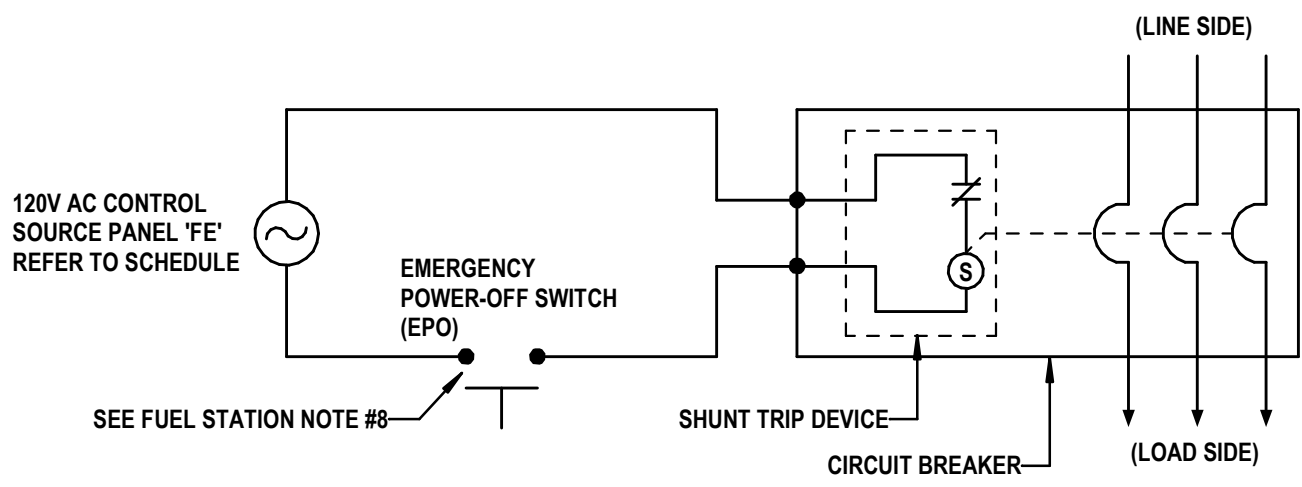 (LINE SIDE)
120V AC CONTROL
SOURCE PANEL 'FE'
REFER TO SCHEDULE
EMERGENCY
POWER-OFF SWITCH
(EPO)
S
SEE FUEL STATION NOTE #8
SHUNT TRIP DEVICE
CIRCUIT BREAKER
(LOAD SIDE)